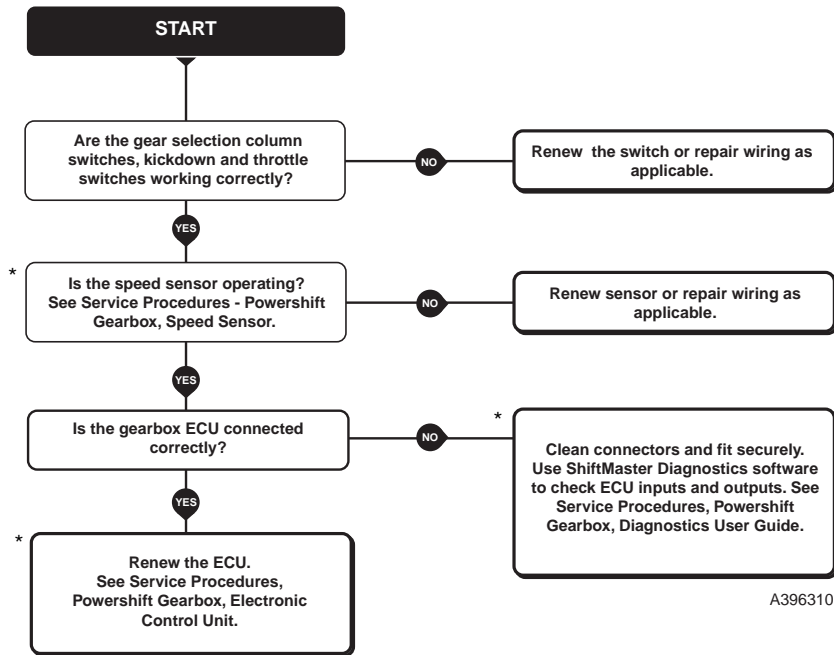 START
Are the gear selection column
switches, kickdown and throttle
switches working correctly?
NO
Renew the switch or repair wiring as
applicable.
YES
*
Is the speed sensor operating?
See Service Procedures - Powershift
Gearbox, Speed Sensor.
NO
Renew sensor or repair wiring as
applicable.
YES
Is the gearbox ECU connected
correctly?
NO
*
Clean connectors and fit securely.
Use ShiftMaster Diagnostics software
to check ECU inputs and outputs. See
Service Procedures, Powershift
Gearbox, Diagnostics User Guide.
YES
*
Renew the ECU.
See Service Procedures,
Powershift Gearbox, Electronic
Control Unit.
A396310